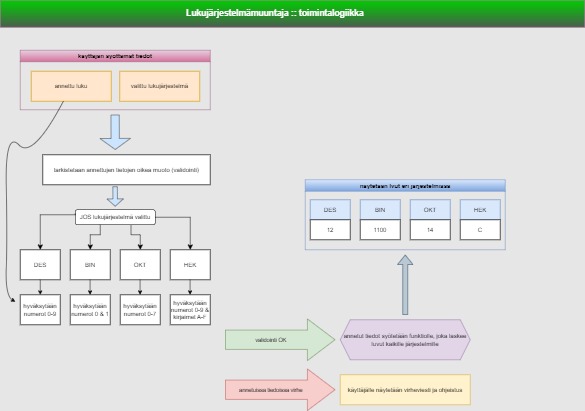 Lukujärjestelmämuuntaja :: toimintalogiikka
käyttäjän syöttämät tiedot
annettu luku
valittu lukujärjestelmä
tarkistetaan annettujen tietojen oikea muoto (validointi)
JOS lukujärjestelmä valittu
DES
BIN
OKT
HEK
hyväksytään
numerot 0-9
hyväksytään
numerot 0 & 1
hyväksytään
numerot 0-7
hyväksytään
numerot 0-9 &
kirjaimet A-F
näytetään luvut eri järjestelmissä
DES
BIN
OKT
HEK
12
1100
14
C
validointi OK
annetut tiedot syötetään funktiolle, joka laskee
luvut kaikille järjestelmille
annetuissa tiedoissa virhe
käyttäjälle näytetään virheviesti ja ohjeistus